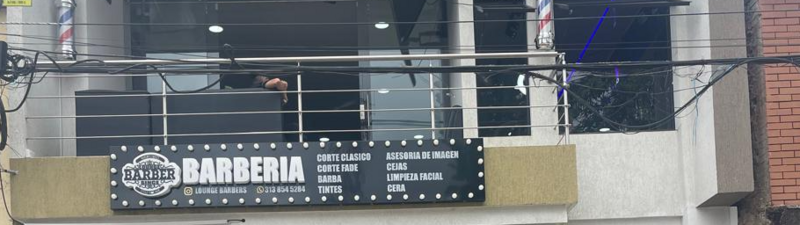 BARBER
BARBERIA
LOUNGE BARBERS 313 854 5284
CORTE CLASICO
CORTE FADE
BARBA
TINTES
ASESORIA DE IMAGEN
CEJAS
LIMPIEZA FACIAL
CERA